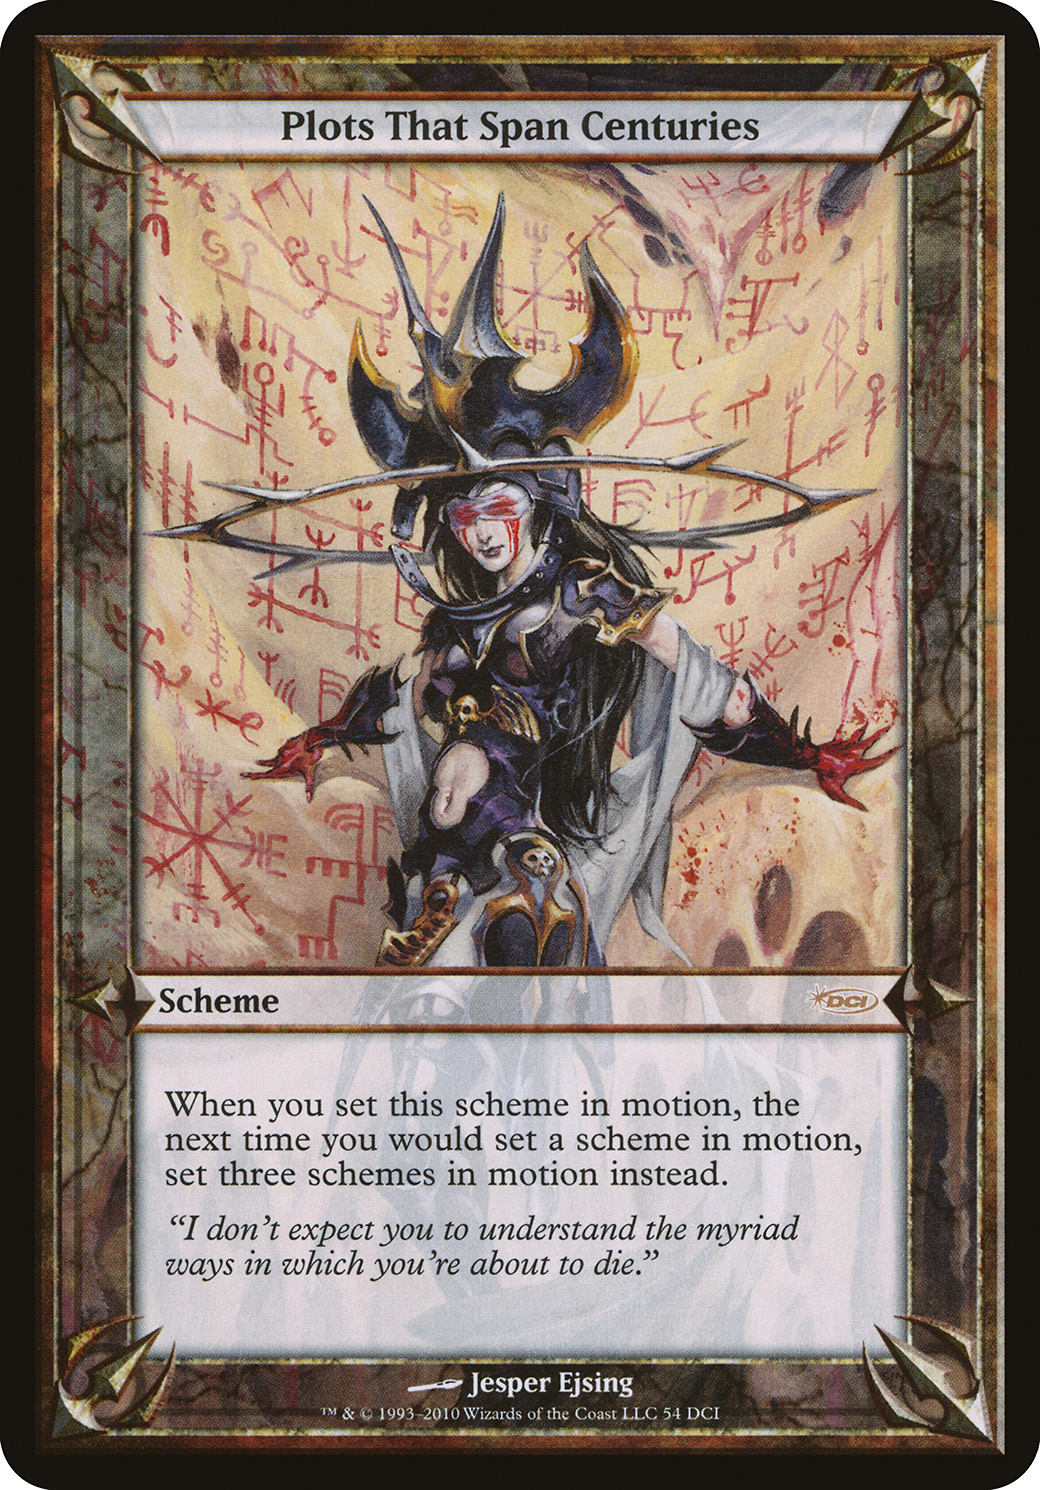 Plots That Span Centuries
Scheme
DCI
When you set this scheme in motion, the
next time you would set a scheme in motion,
set three schemes in motion instead.
“I don’t expect you to understand the myriad
ways in which you’re about to die.”
Jesper Ejsing
™ & © 1993–2010 Wizards of the Coast LLC 54 DCI